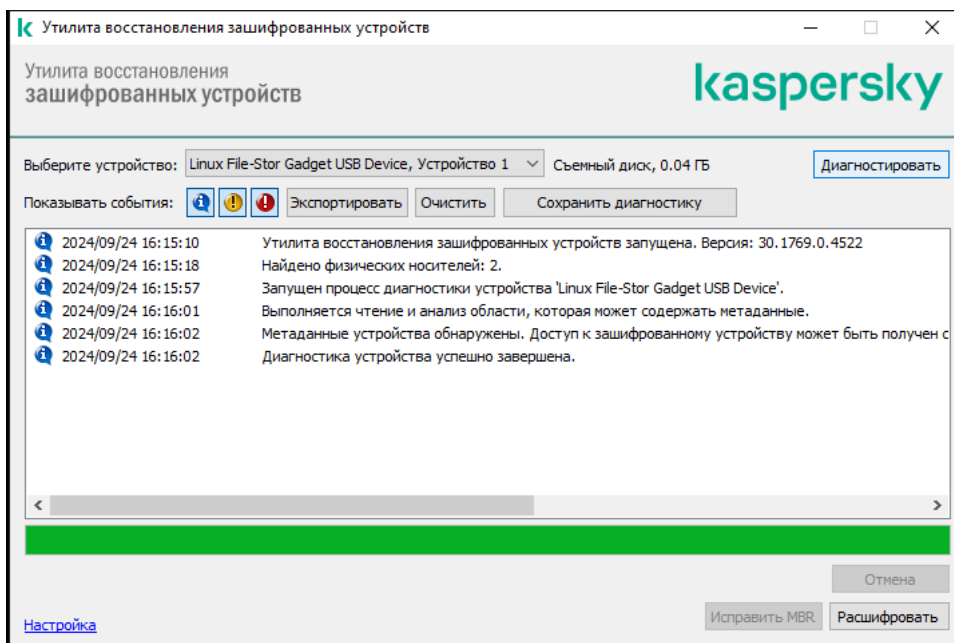 Утилита восстановления зашифрованных устройств
Утилита восстановления
зашифрованных устройств
kaspersky
Выберите устройство: Linux File-Stor Gadget USB Device, Устройство 1 Съемный диск, 0.04 ГБ Диагностировать
Показывать события: Экспортировать Очистить Сохранить диагностику
2024/09/24 16:15:10 Утилита восстановления зашифрованных устройств запущена. Версия: 30.1769.0.4522
2024/09/24 16:15:18 Найдено физических носителей: 2.
2024/09/24 16:15:57 Запущен процесс диагностики устройства 'Linux File-Stor Gadget USB Device'.
2024/09/24 16:16:01 Выполняется чтение и анализ области, которая может содержать метаданные.
2024/09/24 16:16:02 Метаданные устройства обнаружены. Доступ к зашифрованному устройству может быть получен с
2024/09/24 16:16:02 Диагностика устройства успешно завершена.
Отмена
Настройка Исправить MBR Расшифровать